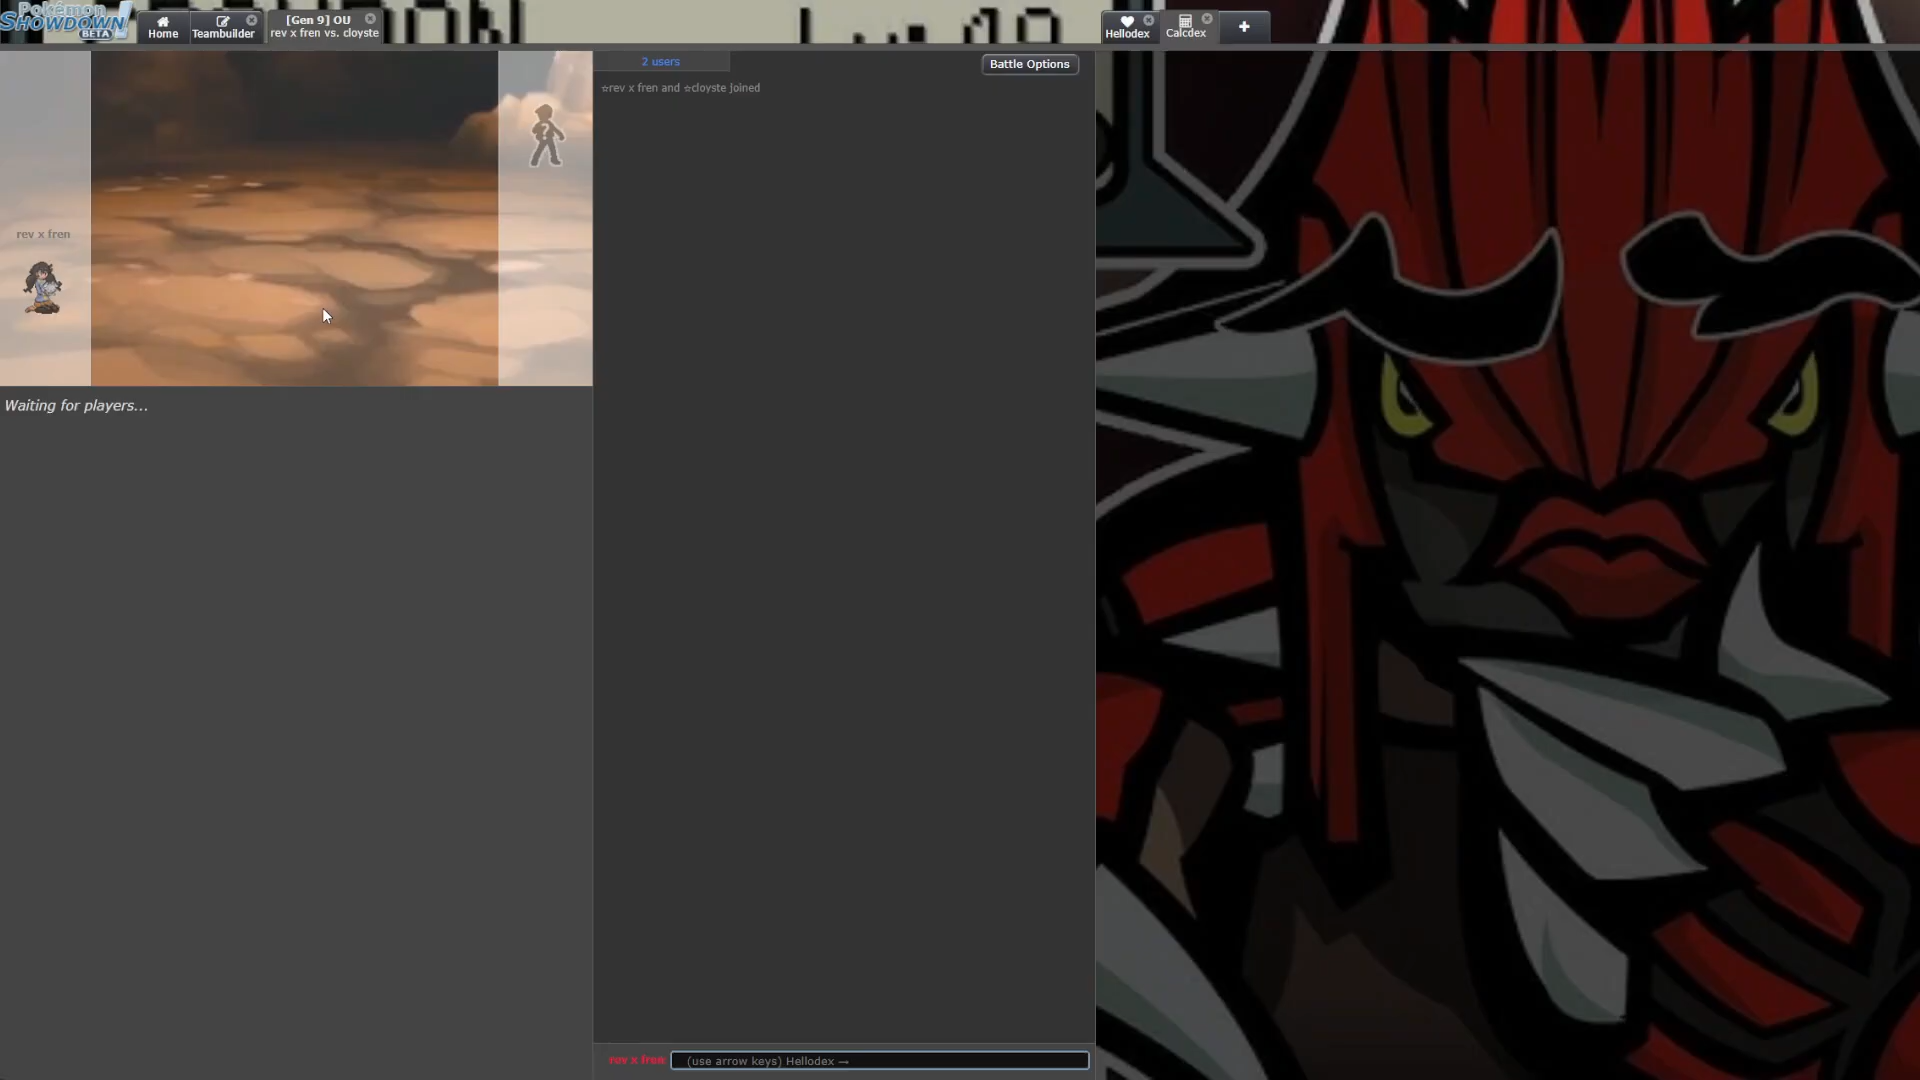 Pokémon
SHOWDOWN!
BETA
Home
Teambuilder
[Gen 9] OU
rev x fren vs. cloyste
Hellodex
Calcdex
2 users
Battle Options
☆rev x fren and ☆cloyste joined
rev x fren
Waiting for players...
rev x fren
(use arrow keys) Hellodex →